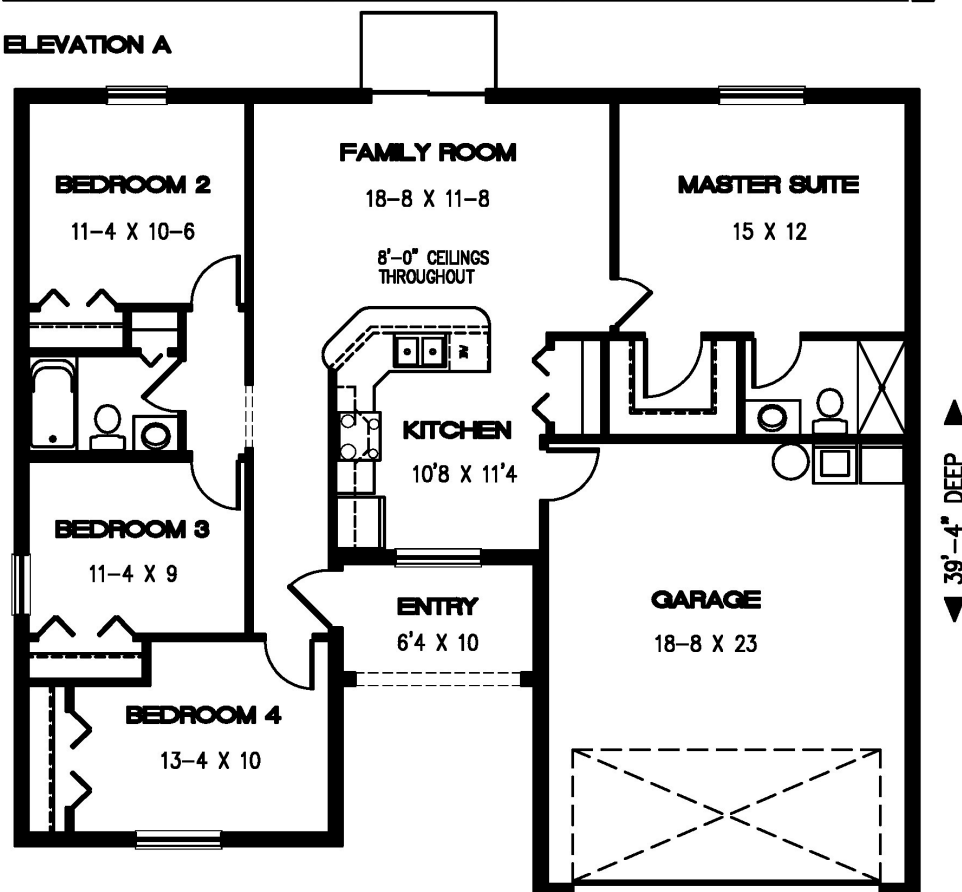 ELEVATION A
FAMILY ROOM
18-8 X 11-8
8'-0" CEILINGS
THROUGHOUT
BEDROOM 2
11-4 X 10-6
MASTER SUITE
15 X 12
KITCHEN
10'8 X 11'4
BEDROOM 3
11-4 X 9
ENTRY
6'4 X 10
GARAGE
18-8 X 23
BEDROOM 4
13-4 X 10
39'-4" DEEP